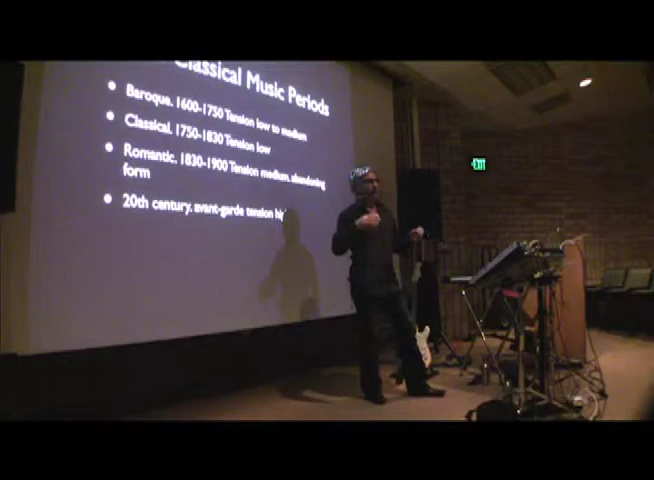 Classical Music Periods
• Baroque. 1600-1750 Tension low to medium
• Classical. 1750-1830 Tension low
• Romantic. 1830-1900 Tension medium, abandoning
form
• 20th century, avant-garde tension
EXIT